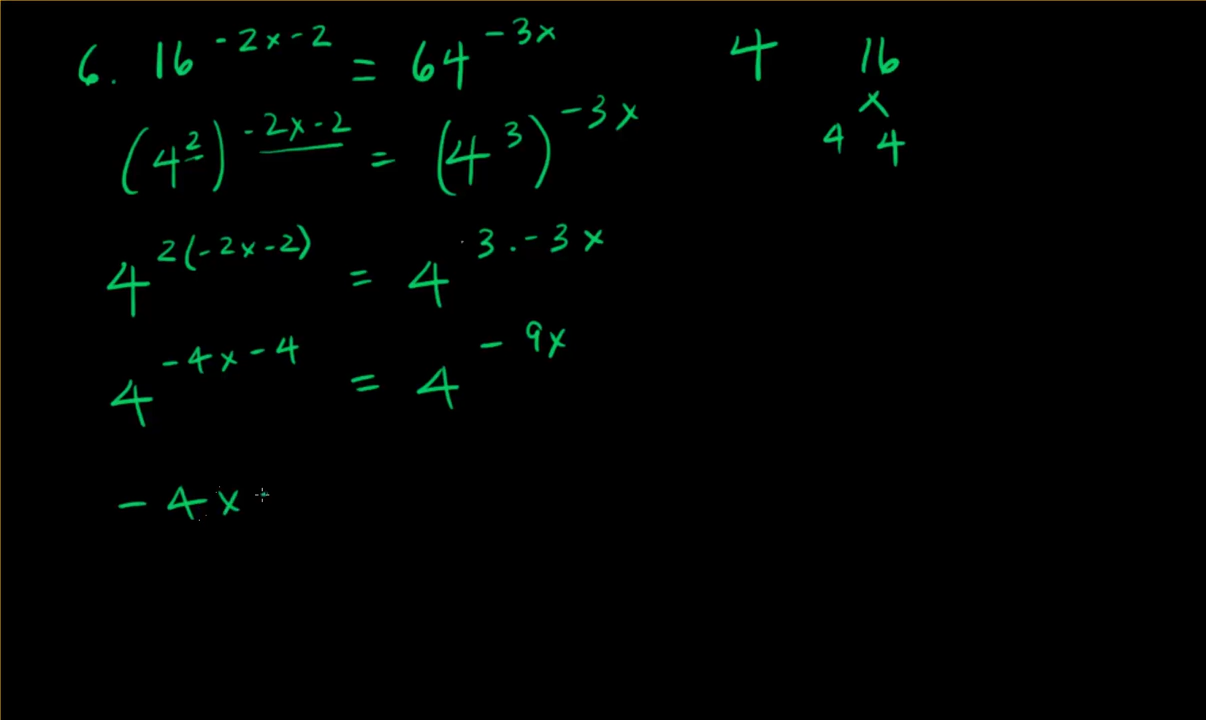 6. 16^{-2x-2} = 64^{-3x}
4 16
4 4
(4^{2})^{-2x-2} = (4^{3})^{-3x}
4^{2(-2x-2)} = 4^{3·-3x}
4^{-4x-4} = 4^{-9x}
-4x